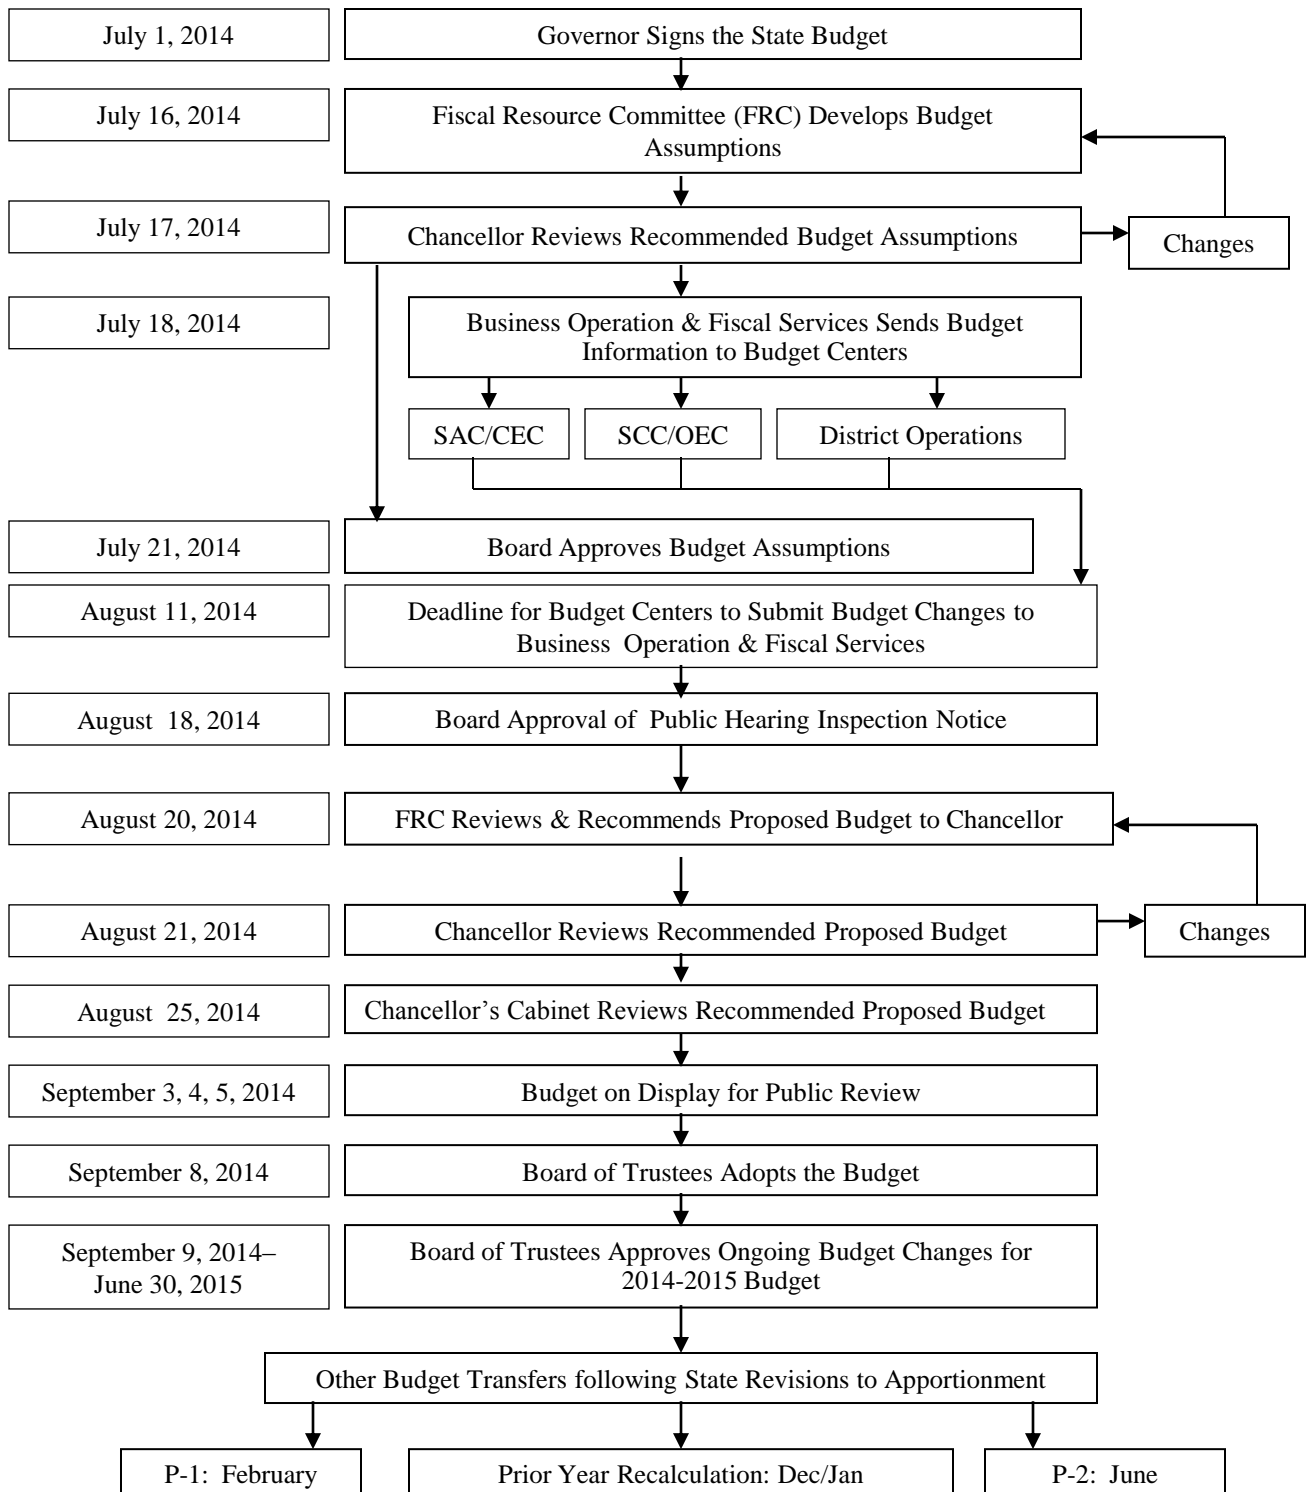 July 1, 2014
Governor Signs the State Budget
July 16, 2014
Fiscal Resource Committee (FRC) Develops Budget
Assumptions
July 17, 2014
Chancellor Reviews Recommended Budget Assumptions
Changes
July 18, 2014
Business Operation & Fiscal Services Sends Budget
Information to Budget Centers
SAC/CEC
SCC/OEC
District Operations
July 21, 2014
Board Approves Budget Assumptions
August 11, 2014
Deadline for Budget Centers to Submit Budget Changes to
Business Operation & Fiscal Services
August 18, 2014
Board Approval of Public Hearing Inspection Notice
August 20, 2014
FRC Reviews & Recommends Proposed Budget to Chancellor
August 21, 2014
Chancellor Reviews Recommended Proposed Budget
Changes
August 25, 2014
Chancellor’s Cabinet Reviews Recommended Proposed Budget
September 3, 4, 5, 2014
Budget on Display for Public Review
September 8, 2014
Board of Trustees Adopts the Budget
September 9, 2014–
June 30, 2015
Board of Trustees Approves Ongoing Budget Changes for
2014-2015 Budget
Other Budget Transfers following State Revisions to Apportionment
P-1: February
Prior Year Recalculation: Dec/Jan
P-2: June